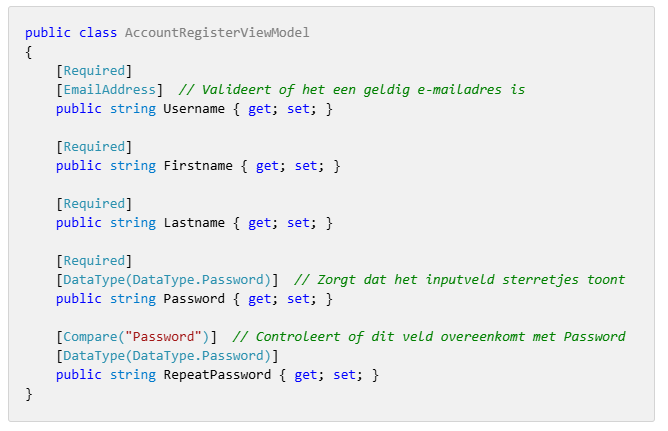 public class AccountRegisterViewModel
{
    [Required]
    [EmailAddress]  // Valideert of het een geldig e-mailadres is
    public string Username { get; set; }

    [Required]
    public string Firstname { get; set; }

    [Required]
    public string Lastname { get; set; }

    [Required]
    [DataType(DataType.Password)]  // Zorgt dat het inputveld sterretjes toont
    public string Password { get; set; }

    [Compare("Password")]  // Controleert of dit veld overeenkomt met Password
    [DataType(DataType.Password)]
    public string RepeatPassword { get; set; }
}